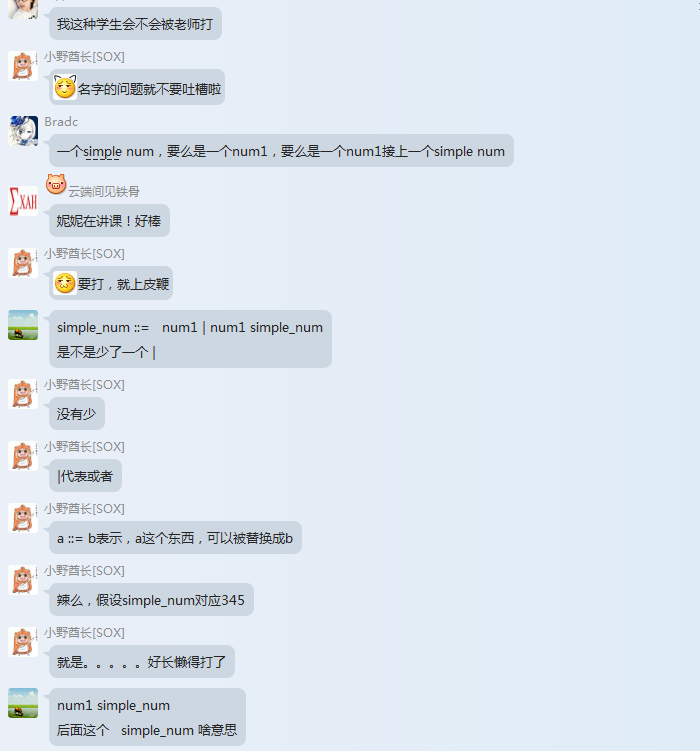 我这种学生会不会被老师打
小野酋长[SOX]
名字的问题就不要吐槽啦
Bradc
一个simple num，要么是一个num1，要么是一个num1接上一个simple num
云端间见铁骨
ΣXAH
妮妮在讲课！好棒
小野酋长[SOX]
要打，就上皮鞭
simple_num ::= num1 | num1 simple_num
是不是少了一个 |
小野酋长[SOX]
没有少
小野酋长[SOX]
|代表或者
小野酋长[SOX]
a ::= b表示，a这个东西，可以被替换成b
小野酋长[SOX]
辣么，假设simple_num对应345
小野酋长[SOX]
就是。。。。。好长懒得打了
num1 simple_num
后面这个 simple_num 啥意思